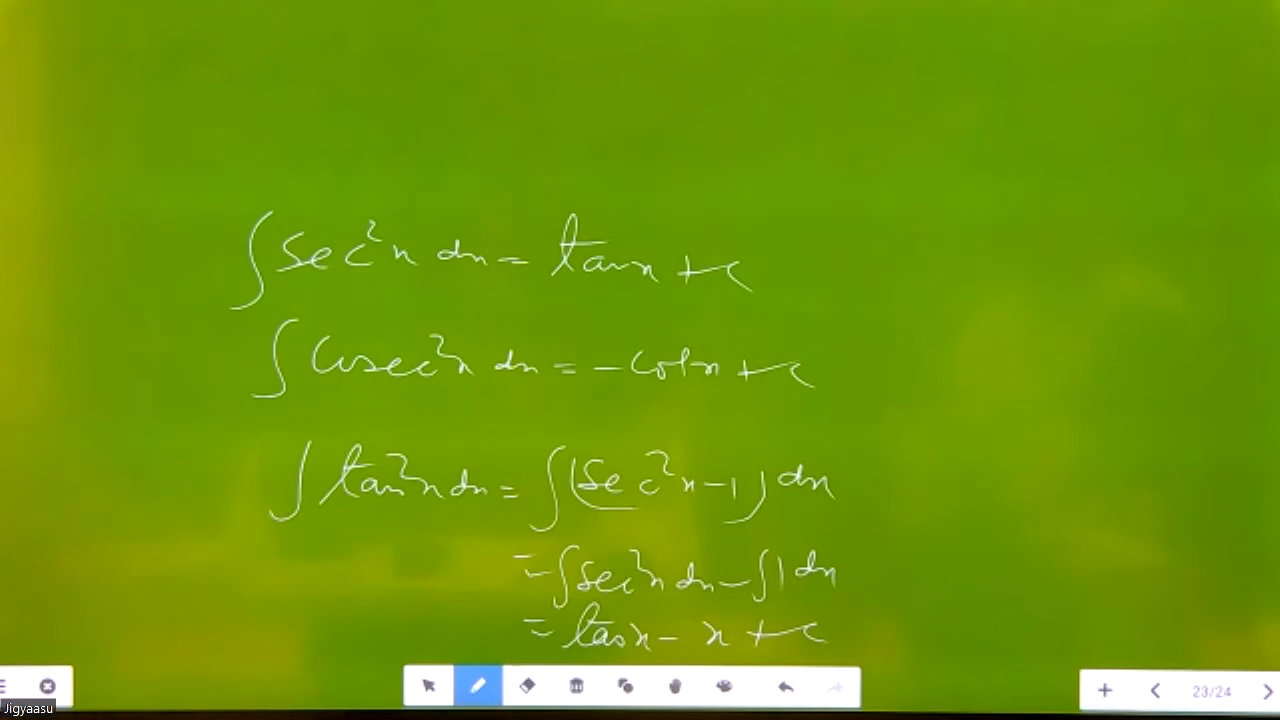 ∫ sec²x dx = tanx + c
∫ cosec²x dx = -cotx + c
∫ tan²x dx = ∫ (sec²x - 1) dx
= ∫ sec²x dx - ∫ 1 dx
= tanx - x + c
23/24
Jigyaasu